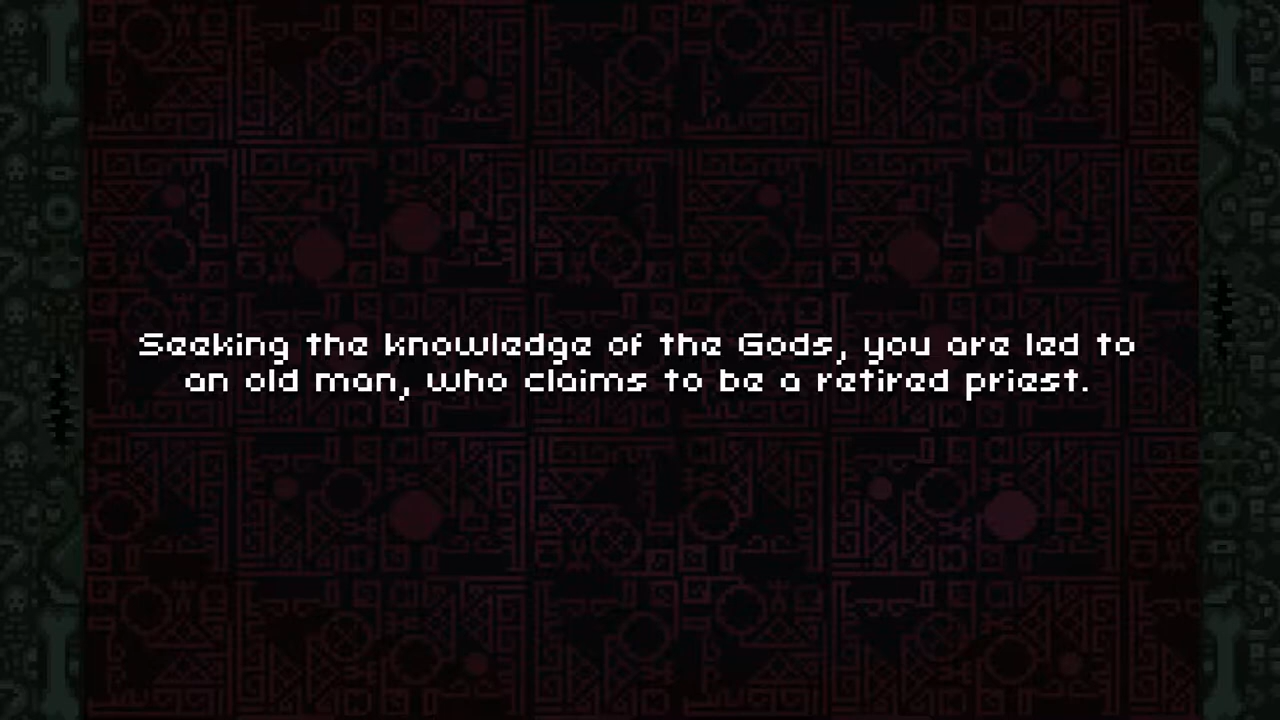 Seeking the knowledge of the Gods, you are led to
an old man, who claims to be a retired priest.